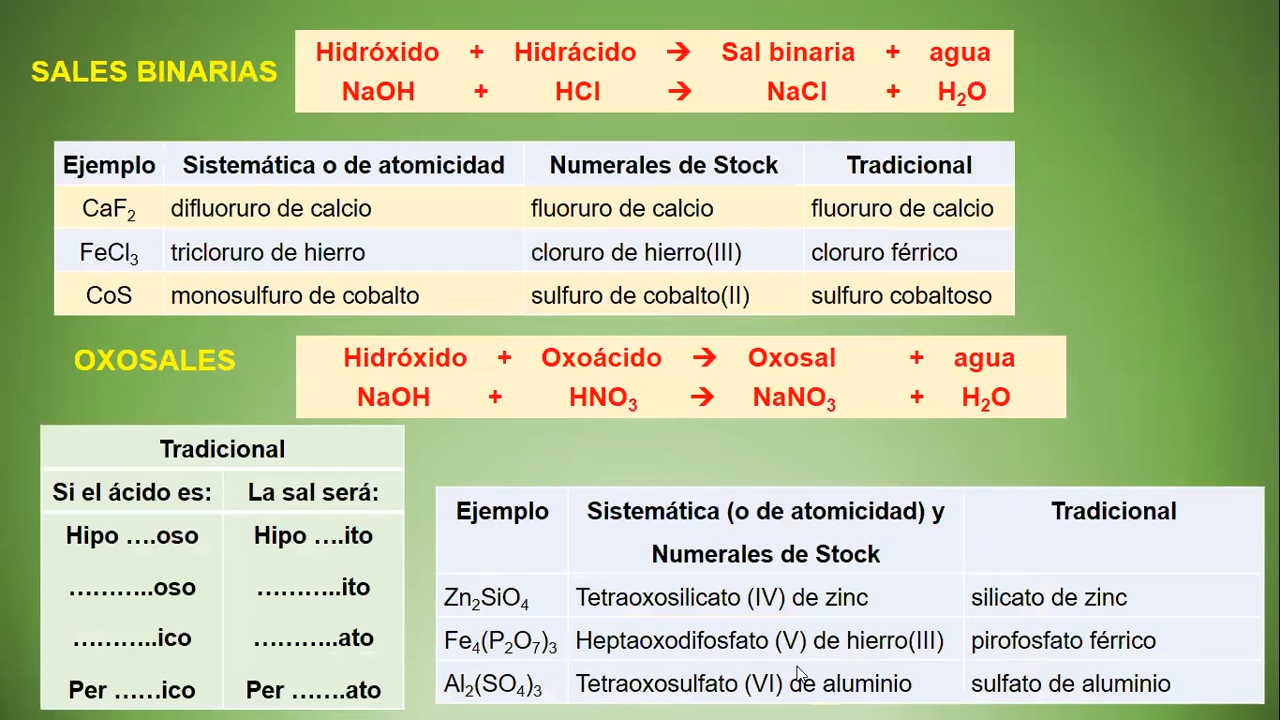 SALES BINARIAS
Hidróxido + Hidrácido → Sal binaria + agua
NaOH + HCl → NaCl + H₂O
Ejemplo Sistemática o de atomicidad Numerales de Stock Tradicional
CaF₂ difluoruro de calcio fluoruro de calcio fluoruro de calcio
FeCl₃ tricloruro de hierro cloruro de hierro(III) cloruro férrico
CoS monosulfuro de cobalto sulfuro de cobalto(II) sulfuro cobaltoso
OXOSALES
Hidróxido + Oxoácido → Oxosal + agua
NaOH + HNO₃ → NaNO₃ + H₂O
Tradicional
Si el ácido es: La sal será:
Hipo ….oso Hipo ….ito
………..oso ………..ito
………..ico ………..ato
Per ……ico Per …….ato
Ejemplo Sistemática (o de atomicidad) y Tradicional
Numerales de Stock
Zn₂SiO₄ Tetraoxosilicato (IV) de zinc silicato de zinc
Fe₄(P₂O₇)₃ Heptaoxodifosfato (V) de hierro(III) pirofosfato férrico
Al₂(SO₄)₃ Tetraoxosulfato (VI) de aluminio sulfato de aluminio